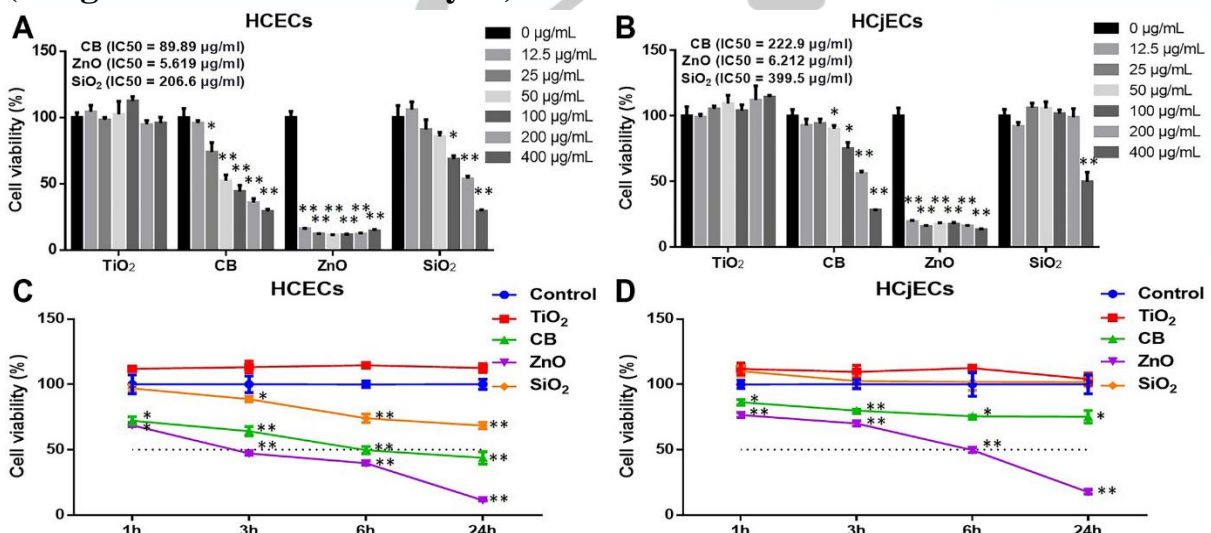 A
HCECs
CB (IC50 = 89.89 µg/ml)
ZnO (IC50 = 5.619 µg/ml)
SiO₂ (IC50 = 206.6 µg/ml)
0 µg/mL
12.5 µg/mL
25 µg/mL
50 µg/mL
100 µg/mL
200 µg/mL
400 µg/mL
Cell viability (%)
150
100
50
0
TiO₂ CB ZnO SiO₂
B
HCjECs
CB (IC50 = 222.9 µg/ml)
ZnO (IC50 = 6.212 µg/ml)
SiO₂ (IC50 = 399.5 µg/ml)
0 µg/mL
12.5 µg/mL
25 µg/mL
50 µg/mL
100 µg/mL
200 µg/mL
400 µg/mL
Cell viability (%)
150
100
50
0
TiO₂ CB ZnO SiO₂
C
HCECs
Control
TiO₂
CB
ZnO
SiO₂
Cell viability (%)
150
100
50
0
1h 3h 6h 24h
D
HCjECs
Control
TiO₂
CB
ZnO
SiO₂
Cell viability (%)
150
100
50
0
1h 3h 6h 24h